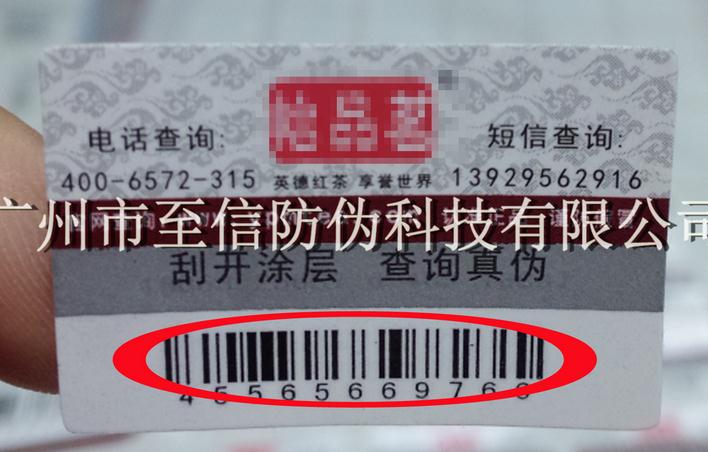 电话查询:
短信查询:
400-6572-315
英德红茶 享誉世界
13929562916
广州市至信防伪科技有限公司
刮开涂层 查询真伪